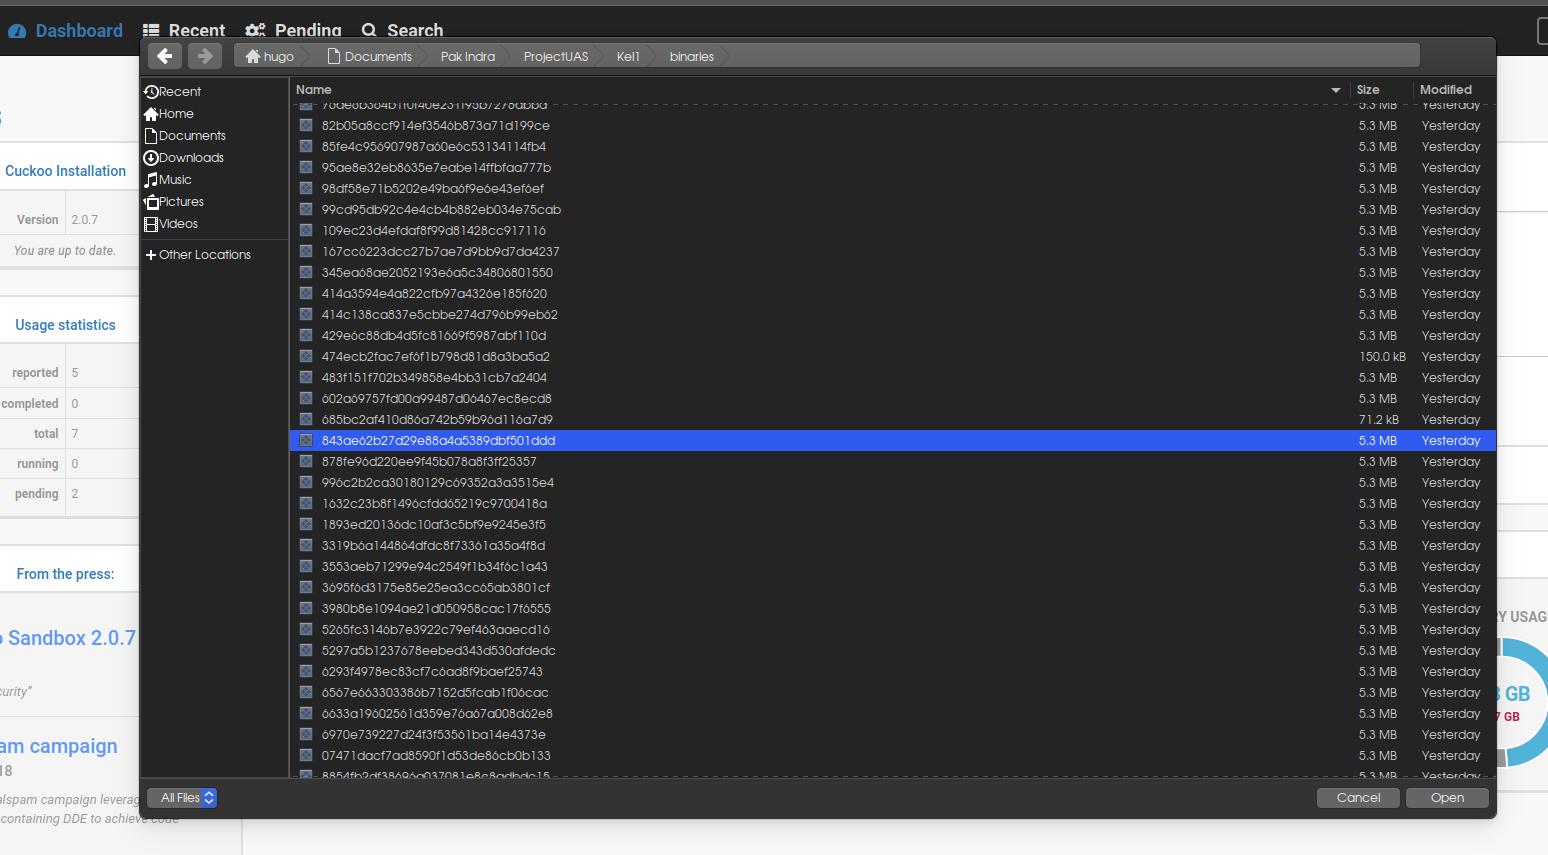 Dashboard Recent Pending Search
hugo Documents Pak Indra ProjectUAS Kel1 binaries
Recent
Home
Documents
Downloads
Music
Pictures
Videos
Other Locations
Name Size Modified
5.3 MB Yesterday
82b05a8ccf914ef3546b873a71d199ce 5.3 MB Yesterday
85fe4c956907987a60e6c53134114fb4 5.3 MB Yesterday
95ae8e32eb8635e7eabe14ffbfaa777b 5.3 MB Yesterday
98df58e71b5202e49ba6f9e6e43ef6ef 5.3 MB Yesterday
99cd95db92c4e4cb4b882eb034e75cab 5.3 MB Yesterday
109ec23d4efdaf8f99d81428cc917116 5.3 MB Yesterday
167cc6223dcc27b7ae7d9bb9d7da4237 5.3 MB Yesterday
345ea68ae2052193e6a5c34806801550 5.3 MB Yesterday
414a3594e4a822cfb97a4326e185f620 5.3 MB Yesterday
414c138ca837e5cbbe274d796b99eb62 5.3 MB Yesterday
429e6c88db4d5fc81669f5987abf110d 5.3 MB Yesterday
474ecb2fac7ef6f1b798d81d8a3ba5a2 150.0 kB Yesterday
483f151f702b349858e4bb31cb7a2404 5.3 MB Yesterday
602a69757fd00a99487d06467ec8ecd8 5.3 MB Yesterday
685bc2af410d86a742b59b96d116a7d9 71.2 kB Yesterday
843ae62b27d29e88a4a5389dbf501ddd 5.3 MB Yesterday
878fe96d220ee9f45b078a8f3ff25357 5.3 MB Yesterday
996c2b2ca30180129c69352a3a3515e4 5.3 MB Yesterday
1632c23b8f1496cfdd65219c9700418a 5.3 MB Yesterday
1893ed20136dc10af3c5bf9e9245e3f5 5.3 MB Yesterday
3319b6a144864dfdc8f73361a35a4f8d 5.3 MB Yesterday
3553aeb71299e94c2549f1b34f6c1a43 5.3 MB Yesterday
3695f6d3175e85e25ea3cc65ab3801cf 5.3 MB Yesterday
3980b8e1094ae21d050958cac17f6555 5.3 MB Yesterday
5265fc3146b7e3922c79ef463aaecd16 5.3 MB Yesterday
5297a5b1237678eebed343d530afdedc 5.3 MB Yesterday
6293f4978ec83cf7c6ad8f9baef25743 5.3 MB Yesterday
6567e663303386b7152d5fcab1f06cac 5.3 MB Yesterday
6633a19602561d359e76a67a008d62e8 5.3 MB Yesterday
6970e739227d24f3f53561ba14e4373e 5.3 MB Yesterday
07471dacf7ad8590f1d53de86cb0b133 5.3 MB Yesterday
5.3 MB Yesterday
All Files Cancel Open
Cuckoo Installation
Version 2.0.7
You are up to date.
Usage statistics
reported 5
completed 0
total 7
running 0
pending 2
From the press:
Sandbox 2.0.7
curity”
am campaign
18
alspam campaign leverag
containing DDE to achieve code
RY USAG
GB
7 GB